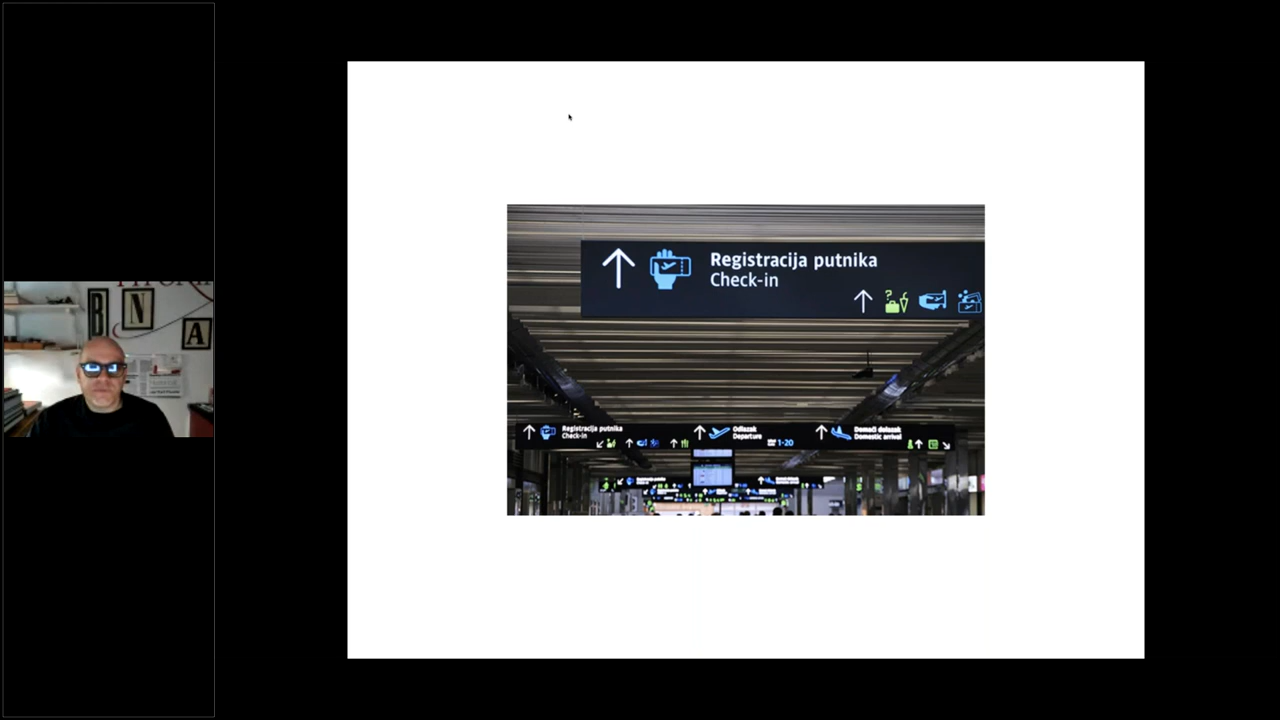 B
N
A
Registracija putnika
Check-in
?
Registracija putnika
Check-in
Odlazak
Departure
1-20
Domaći dolazak
Domestic arrival